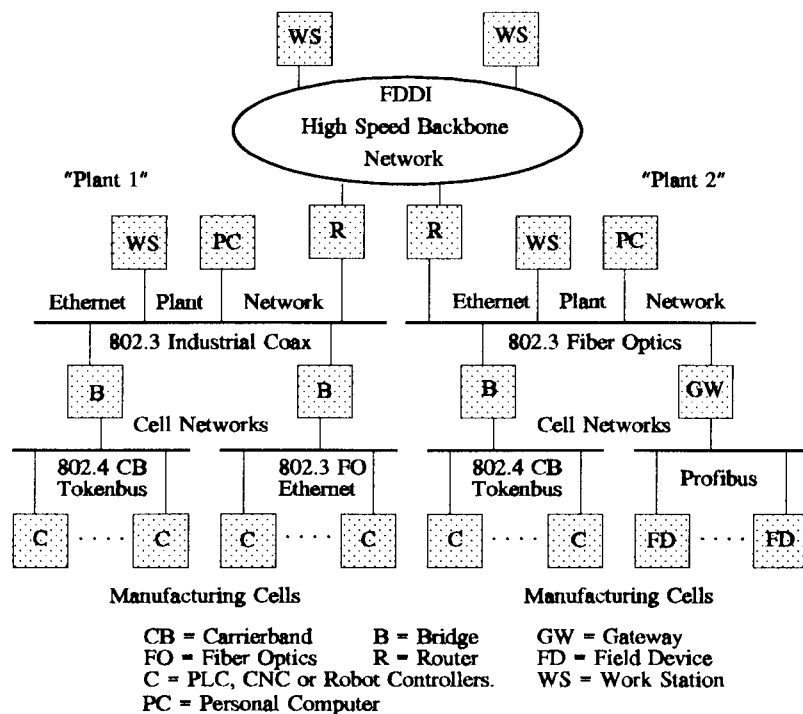 WS WS
FDDI
High Speed Backbone
Network
"Plant 1" "Plant 2"
WS PC R R WS PC
Ethernet Plant Network Ethernet Plant Network
802.3 Industrial Coax 802.3 Fiber Optics
B B B GW
Cell Networks Cell Networks
802.4 CB 802.3 FO 802.4 CB Profibus
Tokenbus Ethernet Tokenbus
C . . . . C C . . . . C C . . . . C FD . . . . FD
Manufacturing Cells Manufacturing Cells
CB = Carrierband B = Bridge GW = Gateway
FO = Fiber Optics R = Router FD = Field Device
C = PLC, CNC or Robot Controllers. WS = Work Station
PC = Personal Computer